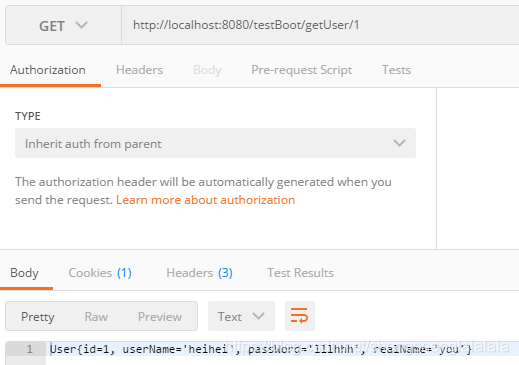 GET http://localhost:8080/testBoot/getUser/1
Authorization Headers Body Pre-request Script Tests
TYPE
Inherit auth from parent
The authorization header will be automatically generated when you
send the request. Learn more about authorization
Body Cookies (1) Headers (3) Test Results
Pretty Raw Preview Text
1 User{id=1, userName='heihei', passWord='lllhhh', realName='you'}